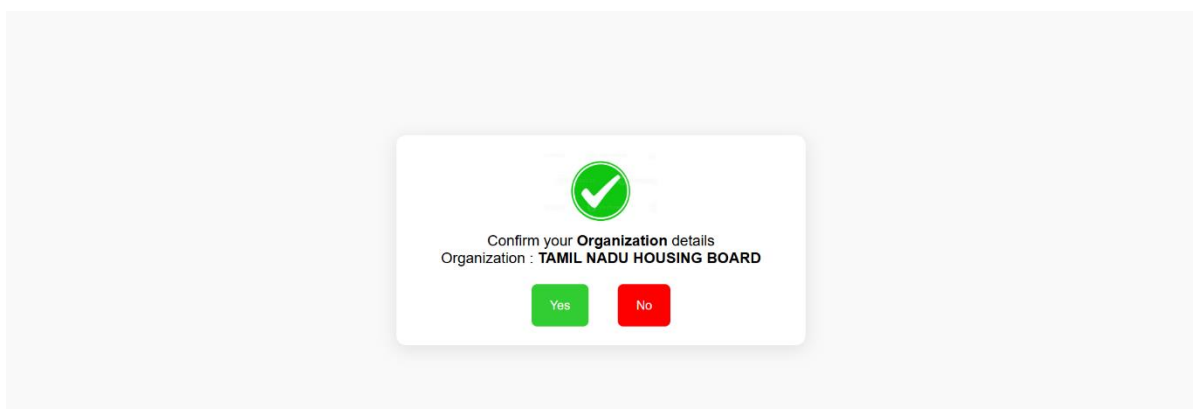 Confirm your Organization details
Organization : TAMIL NADU HOUSING BOARD
Yes No